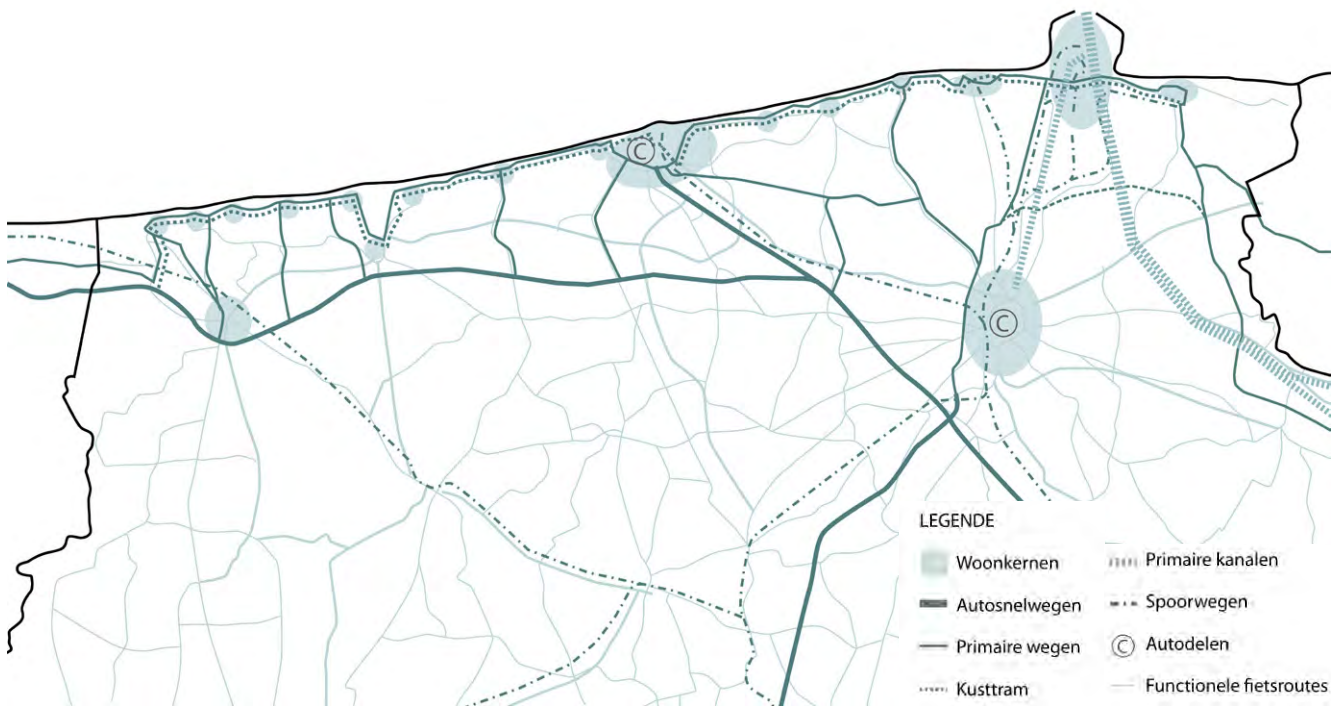 C
C
LEGENDE
Woonkernen
Autosnelwegen
Primaire wegen
Kusttram
Primaire kanalen
Spoorwegen
C Autodelen
Functionele fietsroutes